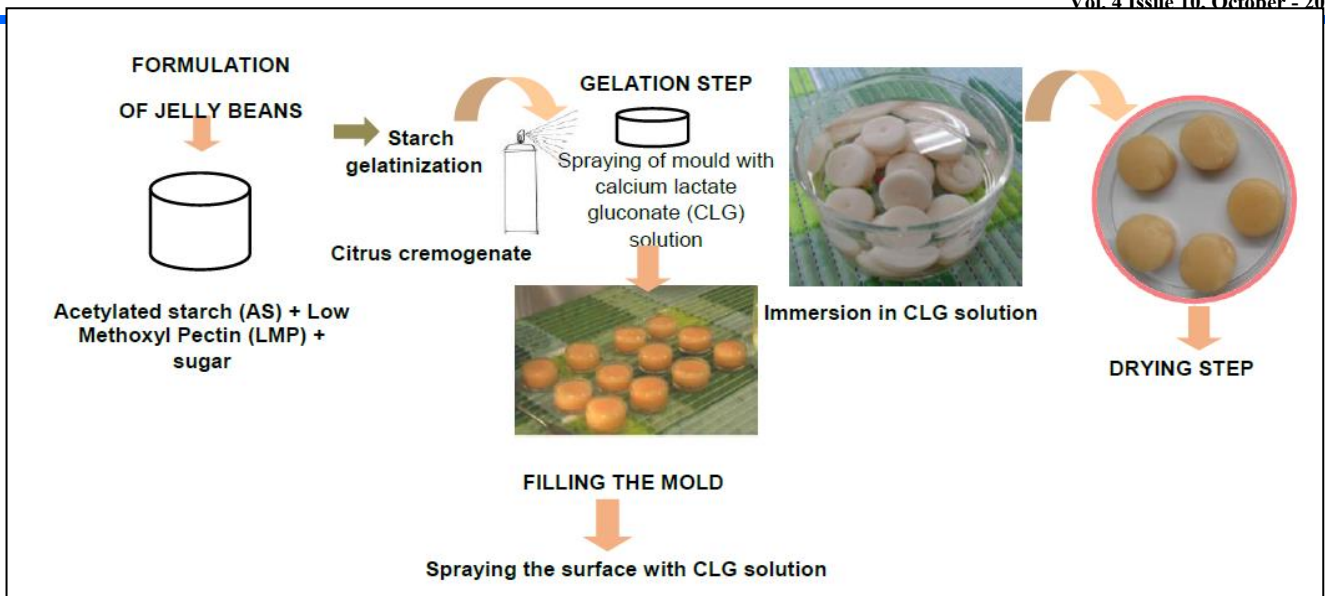 Vol. 4 Issue 10, October - 20
FORMULATION
OF JELLY BEANS
Acetylated starch (AS) + Low
Methoxyl Pectin (LMP) +
sugar
Starch
gelatinization
Citrus cremogenate
GELATION STEP
Spraying of mould with
calcium lactate
gluconate (CLG)
solution
FILLING THE MOLD
Spraying the surface with CLG solution
Immersion in CLG solution
DRYING STEP